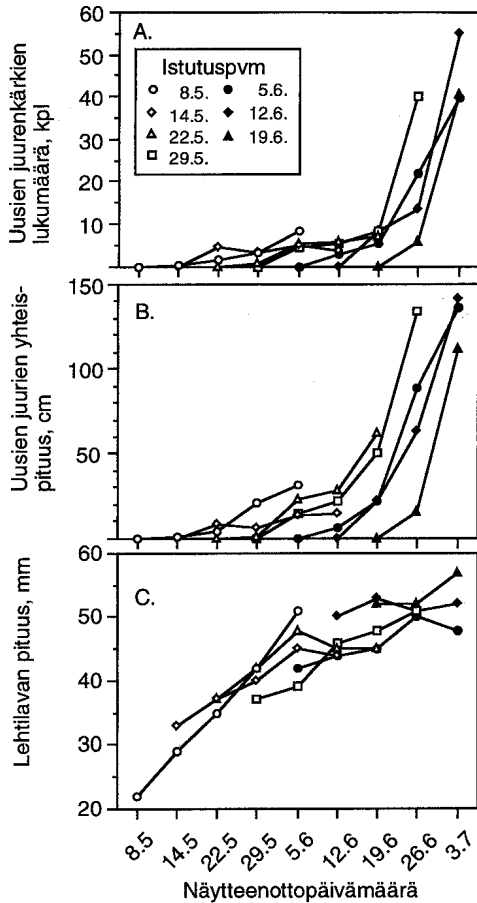 A.
Uusien juurenkärkien
lukumäärä, kpl
60
50
40
30
20
10
0
Istutuspvm
8.5. 5.6.
14.5. 12.6.
22.5. 19.6.
29.5.
B.
Uusien juurien yhteis-
pituus, cm
150
100
50
C.
Lehtilavan pituus, mm
60
50
40
30
20
8.5 14.5 22.5 29.5 5.6 12.6 19.6 26.6 3.7
Näytteenottopäivämäärä